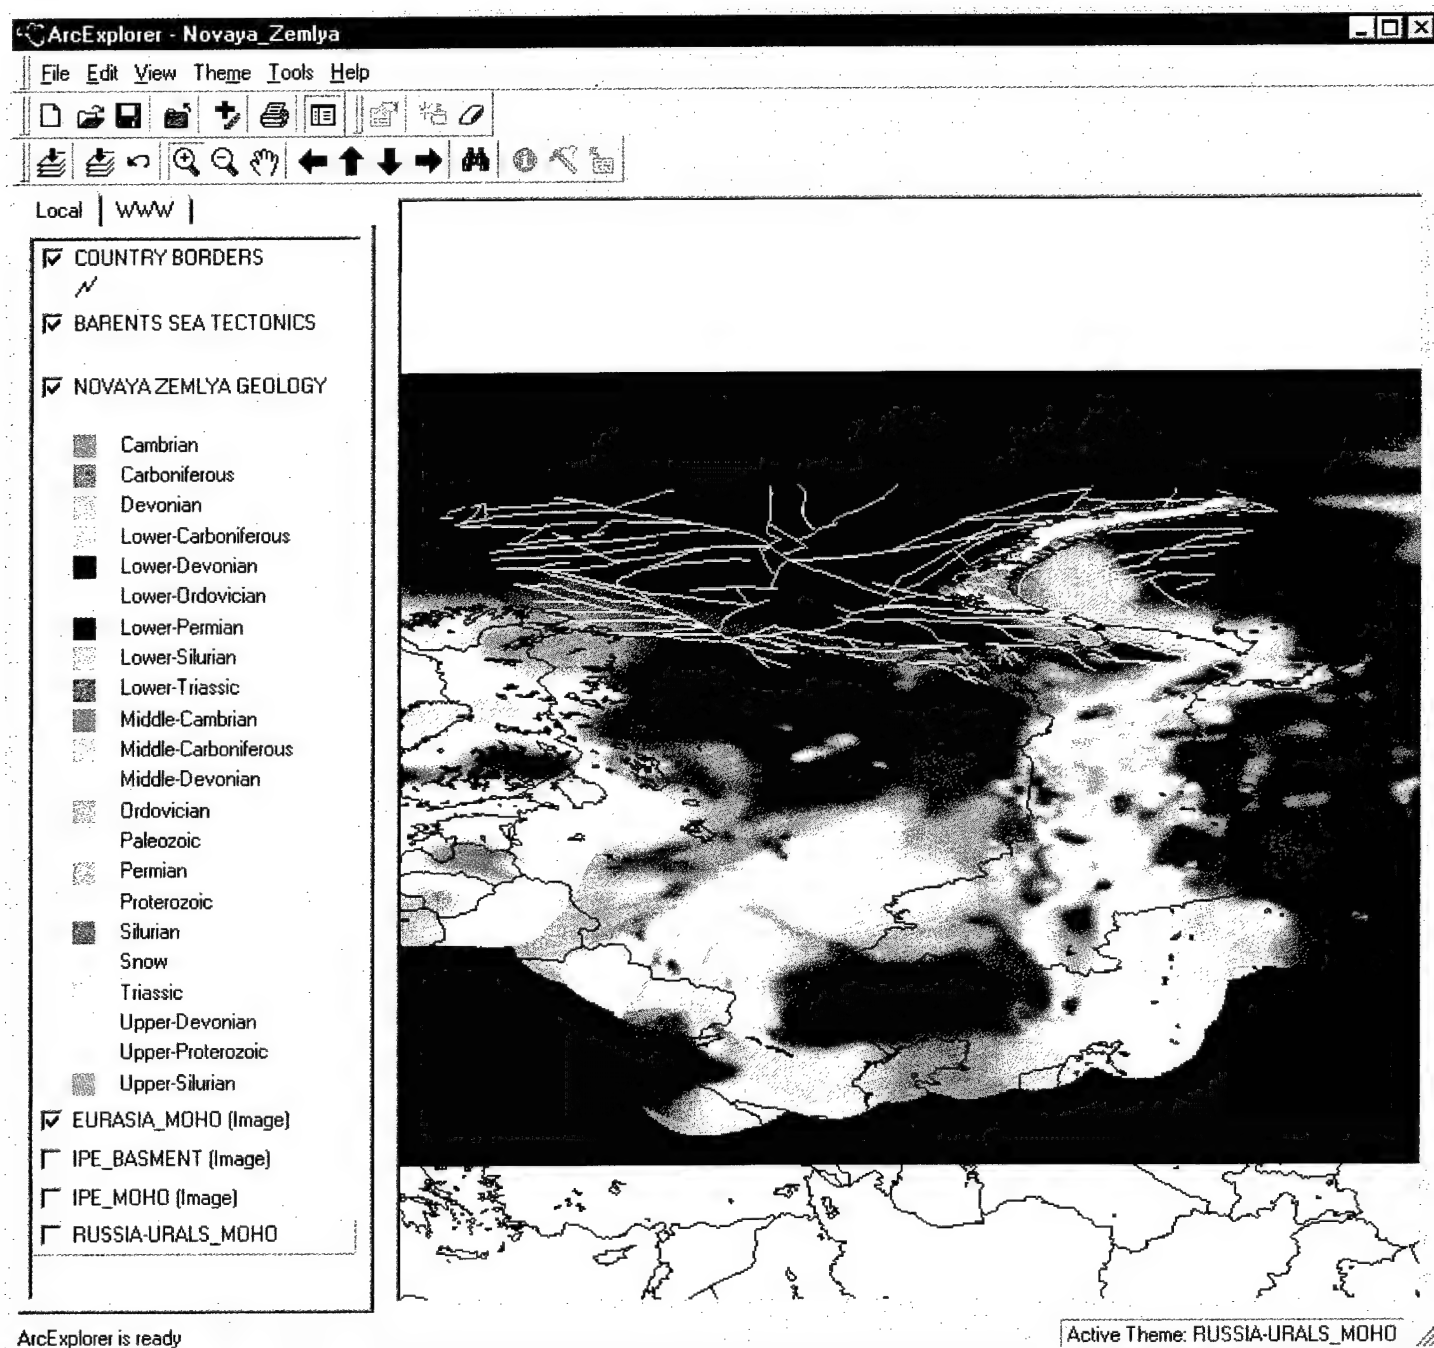 ArcExplorer - Novaya_Zemlya
File Edit View Theme Tools Help
Local WWW
COUNTRY BORDERS
BARENTS SEA TECTONICS
NOVAYA ZEMLYA GEOLOGY
Cambrian
Carboniferous
Devonian
Lower-Carboniferous
Lower-Devonian
Lower-Ordovician
Lower-Permian
Lower-Silurian
Lower-Triassic
Middle-Cambrian
Middle-Carboniferous
Middle-Devonian
Ordovician
Paleozoic
Permian
Proterozoic
Silurian
Snow
Triassic
Upper-Devonian
Upper-Proterozoic
Upper-Silurian
EURASIA_MOHO (Image)
IPE_BASMENT (Image)
IPE_MOHO (Image)
RUSSIA-URALS_MOHO
ArcExplorer is ready
Active Theme: RUSSIA-URALS_MOHO